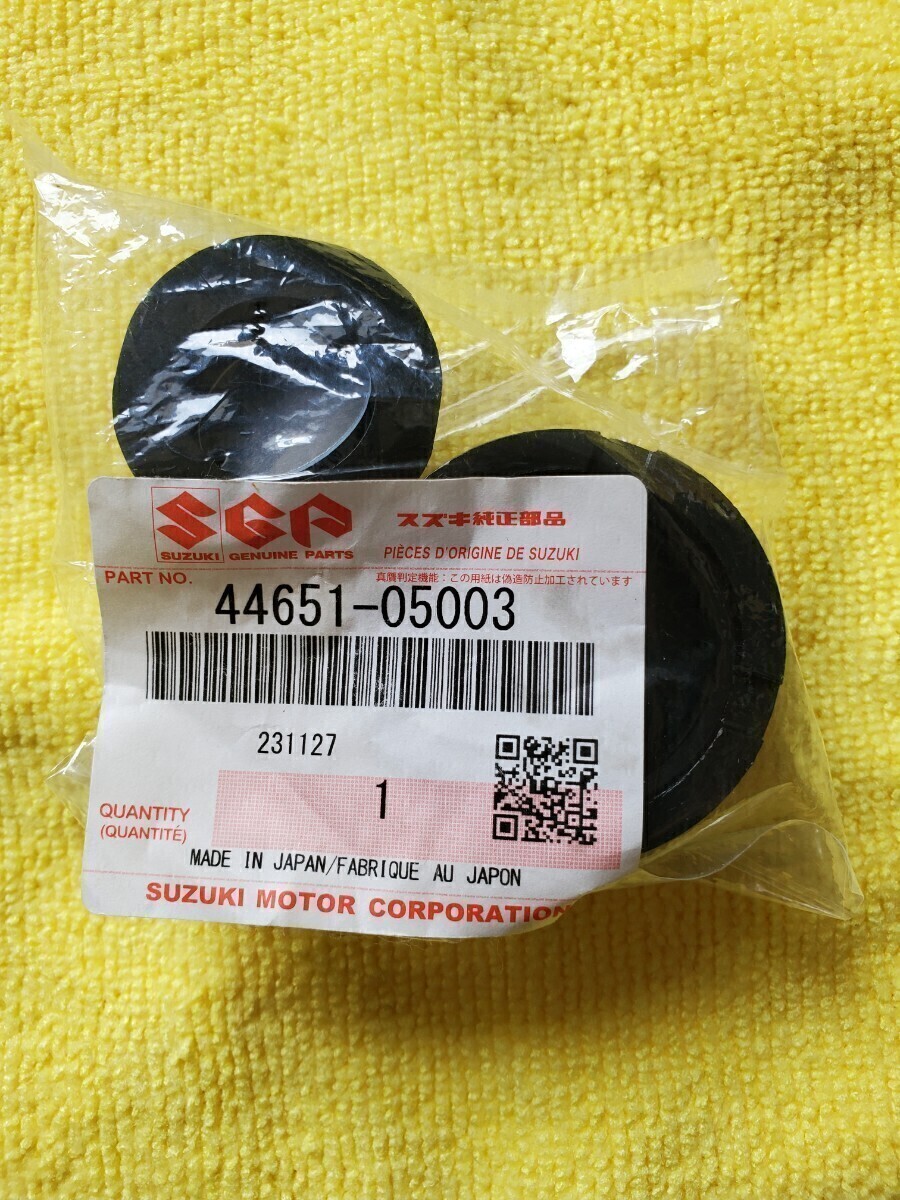 SGP スズキ純正部品
SUZUKI GENUINE PARTS PIÈCES D'ORIGINE DE SUZUKI
PART NO. 真贋判定機能：この用紙は偽造防止加工されています
44651-05003
231127
QUANTITY 1
(QUANTITÉ)
MADE IN JAPAN/FABRIQUE AU JAPON
SUZUKI MOTOR CORPORATION